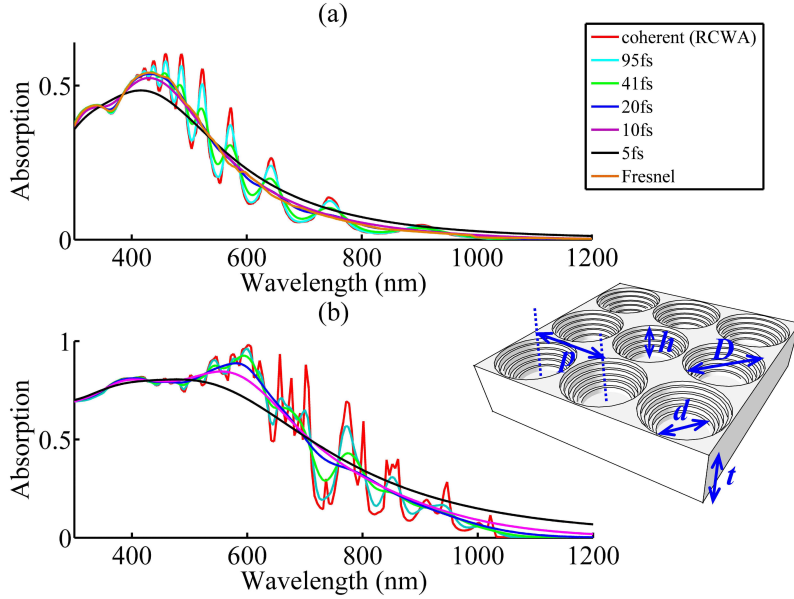 (a)
Absorption
0.5
0
400 600 800 1000 1200
Wavelength (nm)
coherent (RCWA)
95fs
41fs
20fs
10fs
5fs
Fresnel
(b)
Absorption
1
0.5
0
400 600 800 1000 1200
Wavelength (nm)
p
h
D
d
t